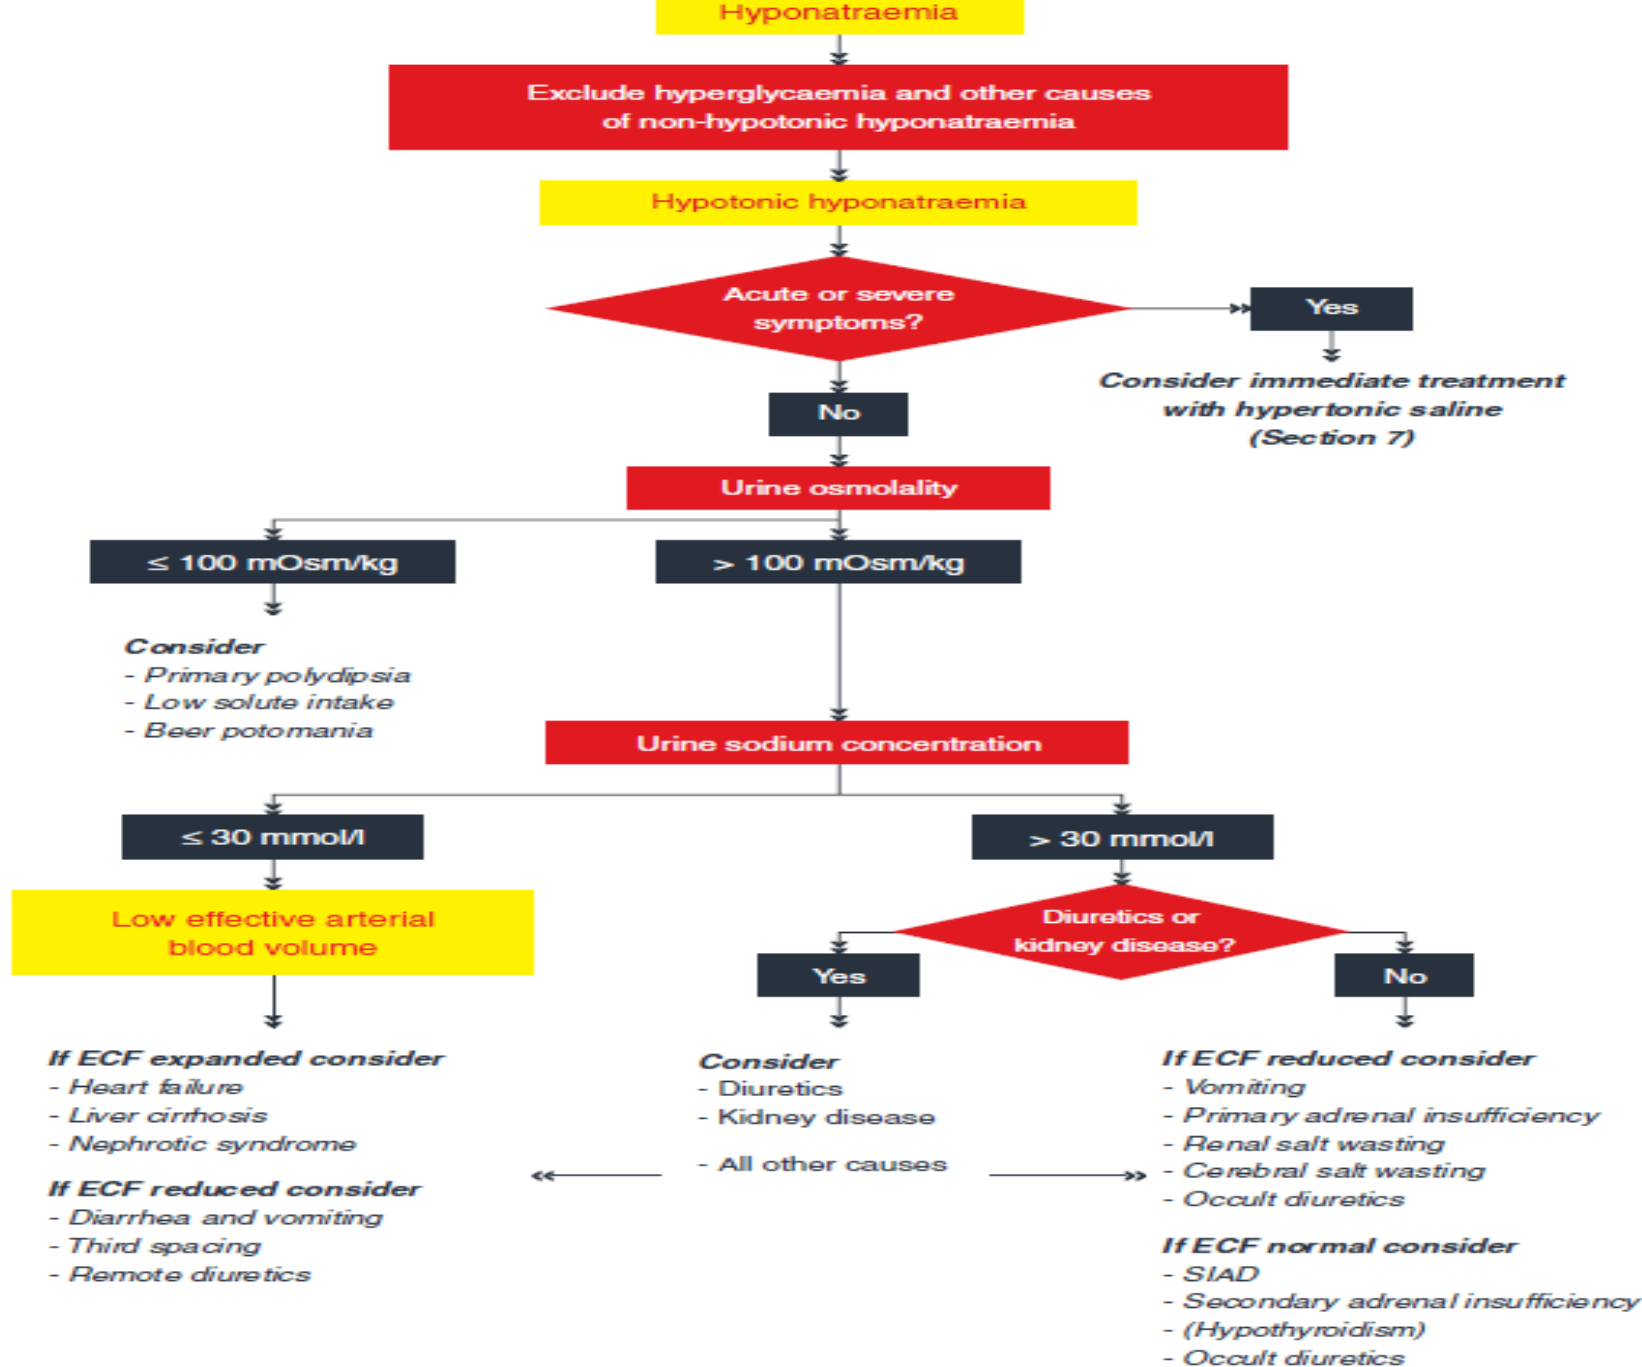 Hyponatraemia
Exclude hyperglycaemia and other causes
of non-hypotonic hyponatraemia
Hypotonic hyponatraemia
Acute or severe
symptoms?
Yes
Consider immediate treatment
with hypertonic saline
(Section 7)
No
Urine osmolality
≤ 100 mOsm/kg
> 100 mOsm/kg
Consider
- Primary polydipsia
- Low solute intake
- Beer potomania
Urine sodium concentration
≤ 30 mmol/l
> 30 mmol/l
Low effective arterial
blood volume
Diuretics or
kidney disease?
Yes
No
If ECF expanded consider
- Heart failure
- Liver cirrhosis
- Nephrotic syndrome
If ECF reduced consider
- Diarrhea and vomiting
- Third spacing
- Remote diuretics
Consider
- Diuretics
- Kidney disease
- All other causes
If ECF reduced consider
- Vomiting
- Primary adrenal insufficiency
- Renal salt wasting
- Cerebral salt wasting
- Occult diuretics
If ECF normal consider
- SIAD
- Secondary adrenal insufficiency
- (Hypothyroidism)
- Occult diuretics